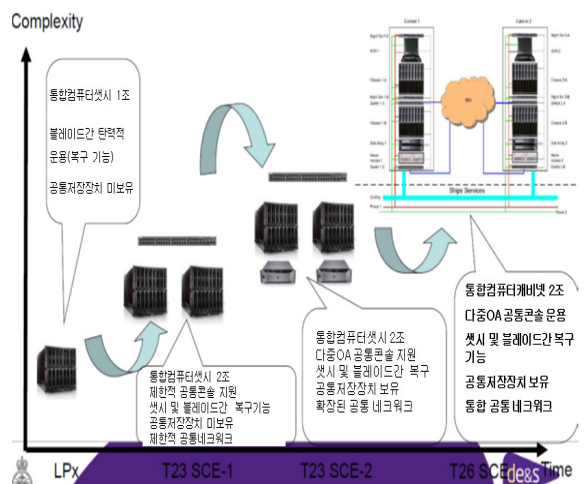 Complexity
통합컴퓨터샛시 1조
블레이드간 탄력적
운용(복구 기능)
공통저장장치 미보유
통합컴퓨터샛시 2조
제한적 공통콘솔 지원
샛시 및 블레이드간 복구기능
공통저장장치 미보유
제한적 공통네트워크
통합컴퓨터샛시 2조
다중OA 공통콘솔 지원
샛시 및 블레이드간 복구
공통저장장치 보유
확장된 공통 네크워크
Cabinet 1
Cabinet 2
Ships Services
통합컴퓨터캐비넷 2조
다중OA 공통콘솔 운용
샛시 및 블레이드간 복구
기능
공통저장장치 보유
통합 공통 네크워크
LPx
T23 SCE-1
T23 SCE-2
T26 SCE
de&s
Time